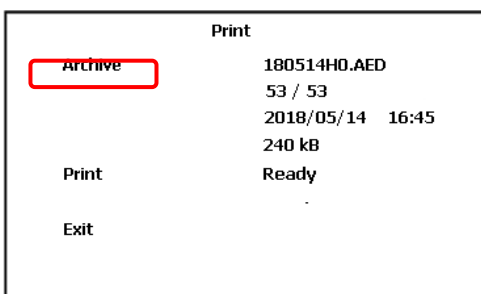 Print
Archive 180514H0.AED
53 / 53
2018/05/14 16:45
240 kB
Print Ready
Exit